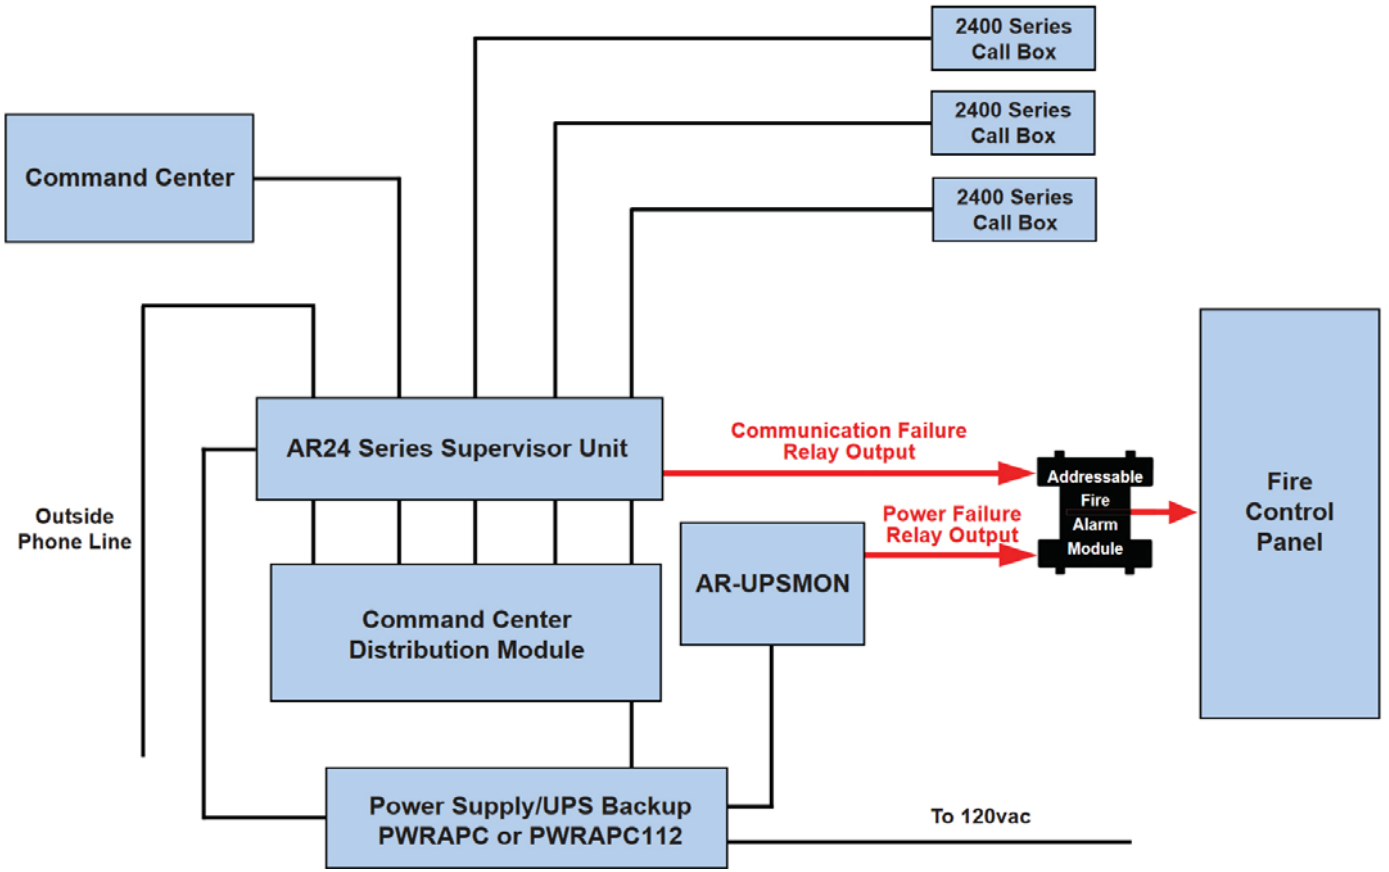 2400 Series
Call Box
2400 Series
Call Box
Command Center
2400 Series
Call Box
AR24 Series Supervisor Unit
Communication Failure
Relay Output
Addressable
Fire
Alarm
Module
Fire
Control
Panel
Outside
Phone Line
Power Failure
Relay Output
AR-UPSMON
Command Center
Distribution Module
Power Supply/UPS Backup
PWRAPC or PWRAPC112
To 120vac